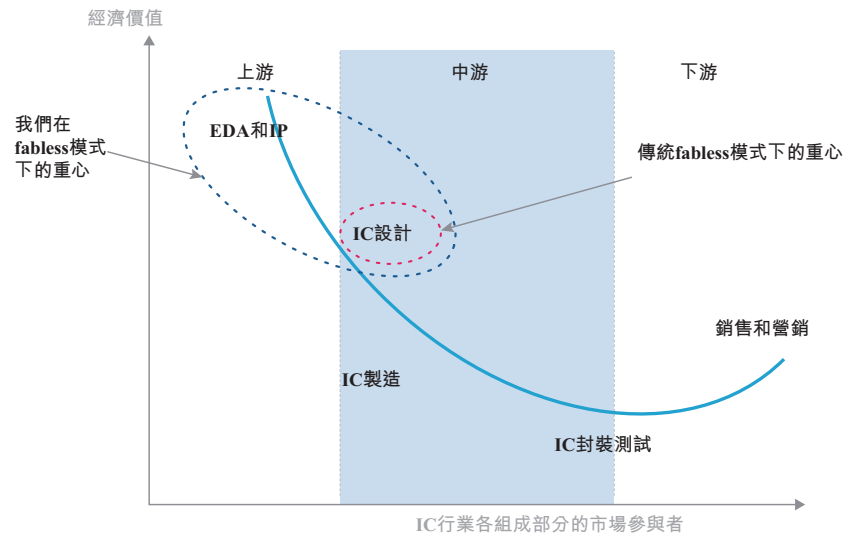 經濟價值
上游
中游
下游
我們在
fabless模式
下的重心
EDA和IP
傳統fabless模式下的重心
IC設計
銷售和營銷
IC製造
IC封裝測試
IC行業各組成部分的市場參與者